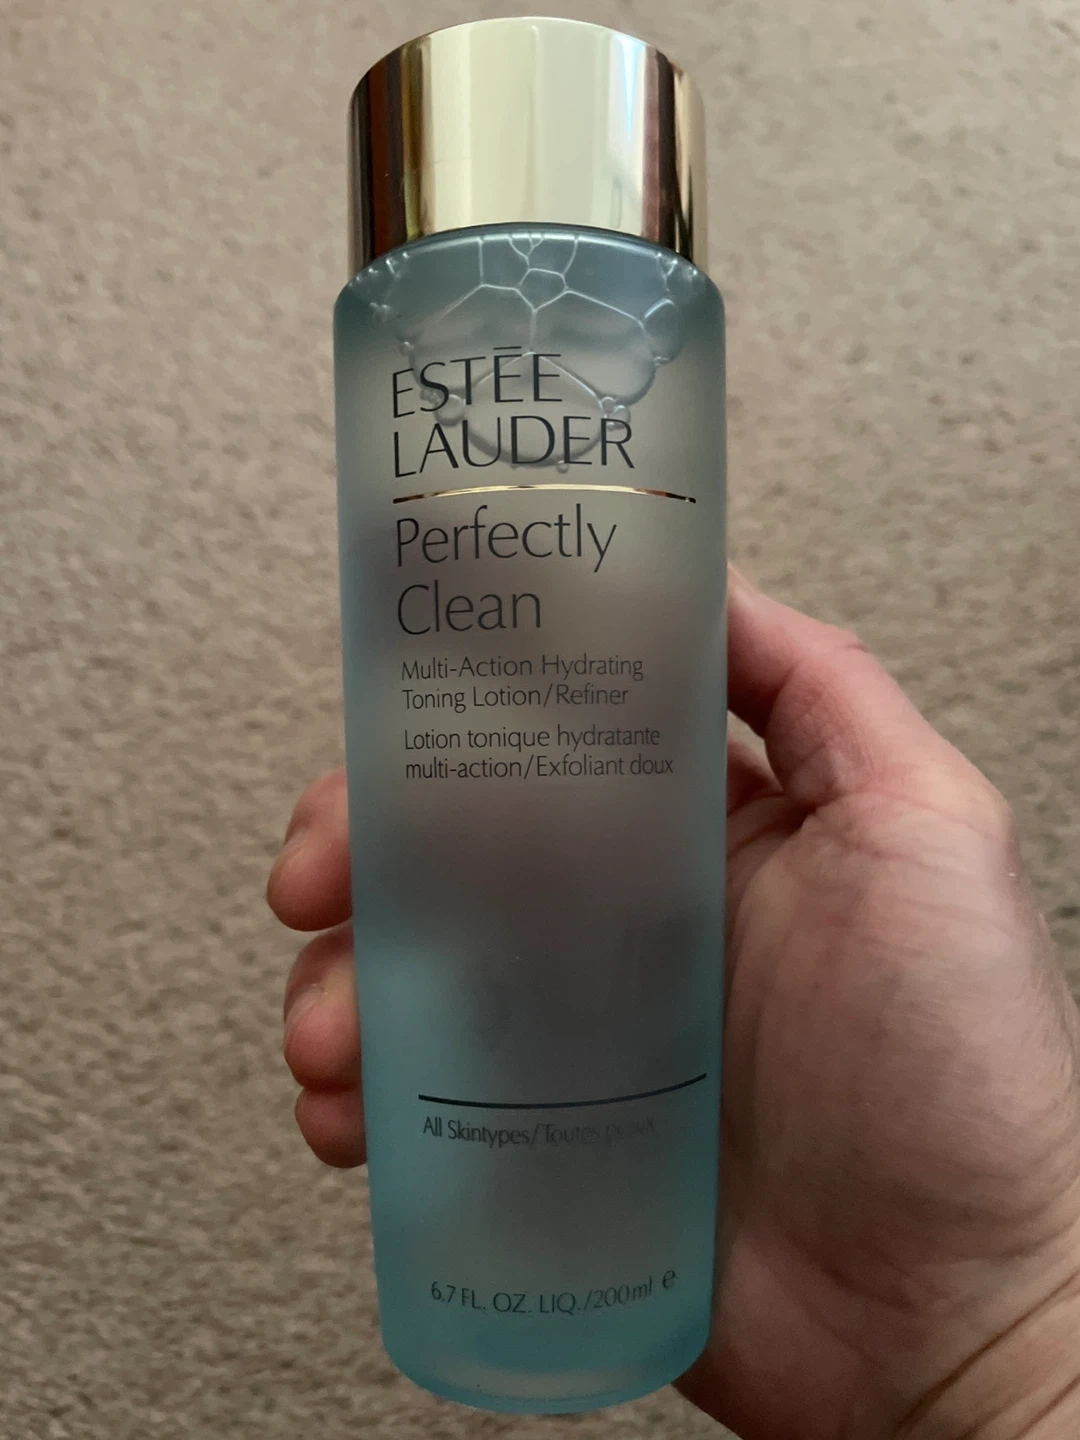 ESTĒE
LAUDER
Perfectly
Clean
Multi-Action Hydrating
Toning Lotion/Refiner
Lotion tonique hydratante
multi-action/Exfoliant doux
All Skintypes/Toutes peaux
6.7 FL. OZ. LIQ./200ml ℮